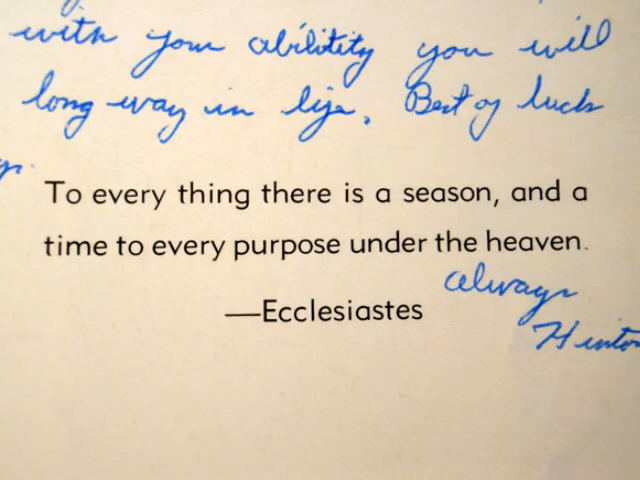 with your abilitity you will
long way in life. Best of luck
To every thing there is a season, and a
time to every purpose under the heaven.
always
—Ecclesiastes